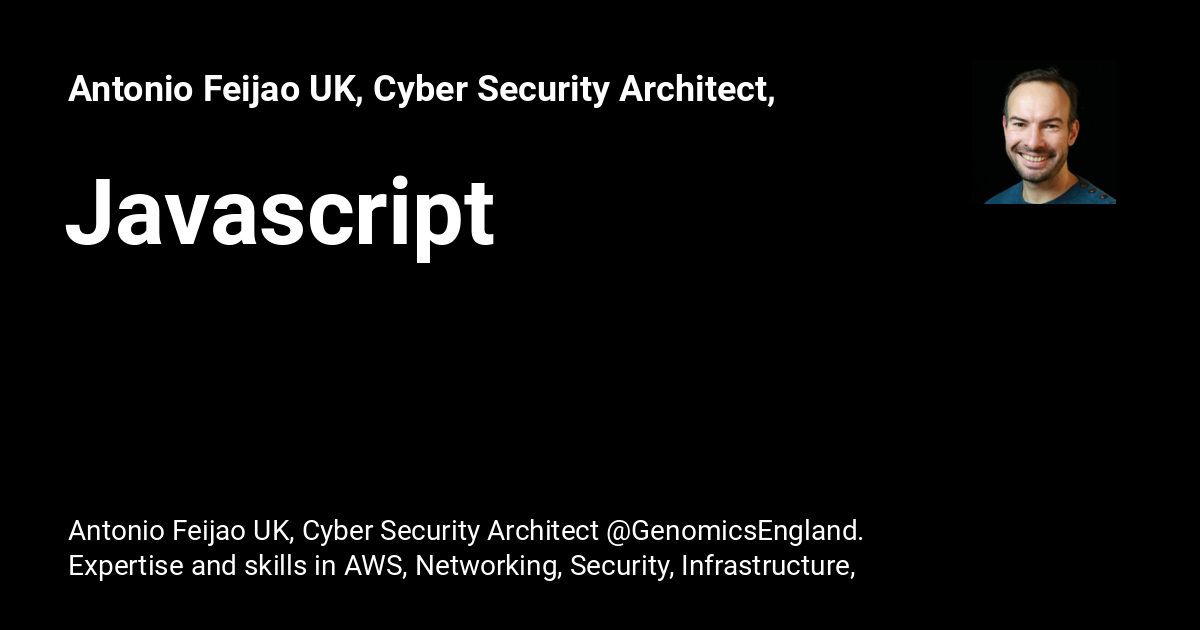 Antonio Feijao UK, Cyber Security Architect,
Javascript
Antonio Feijao UK, Cyber Security Architect @GenomicsEngland.
Expertise and skills in AWS, Networking, Security, Infrastructure,